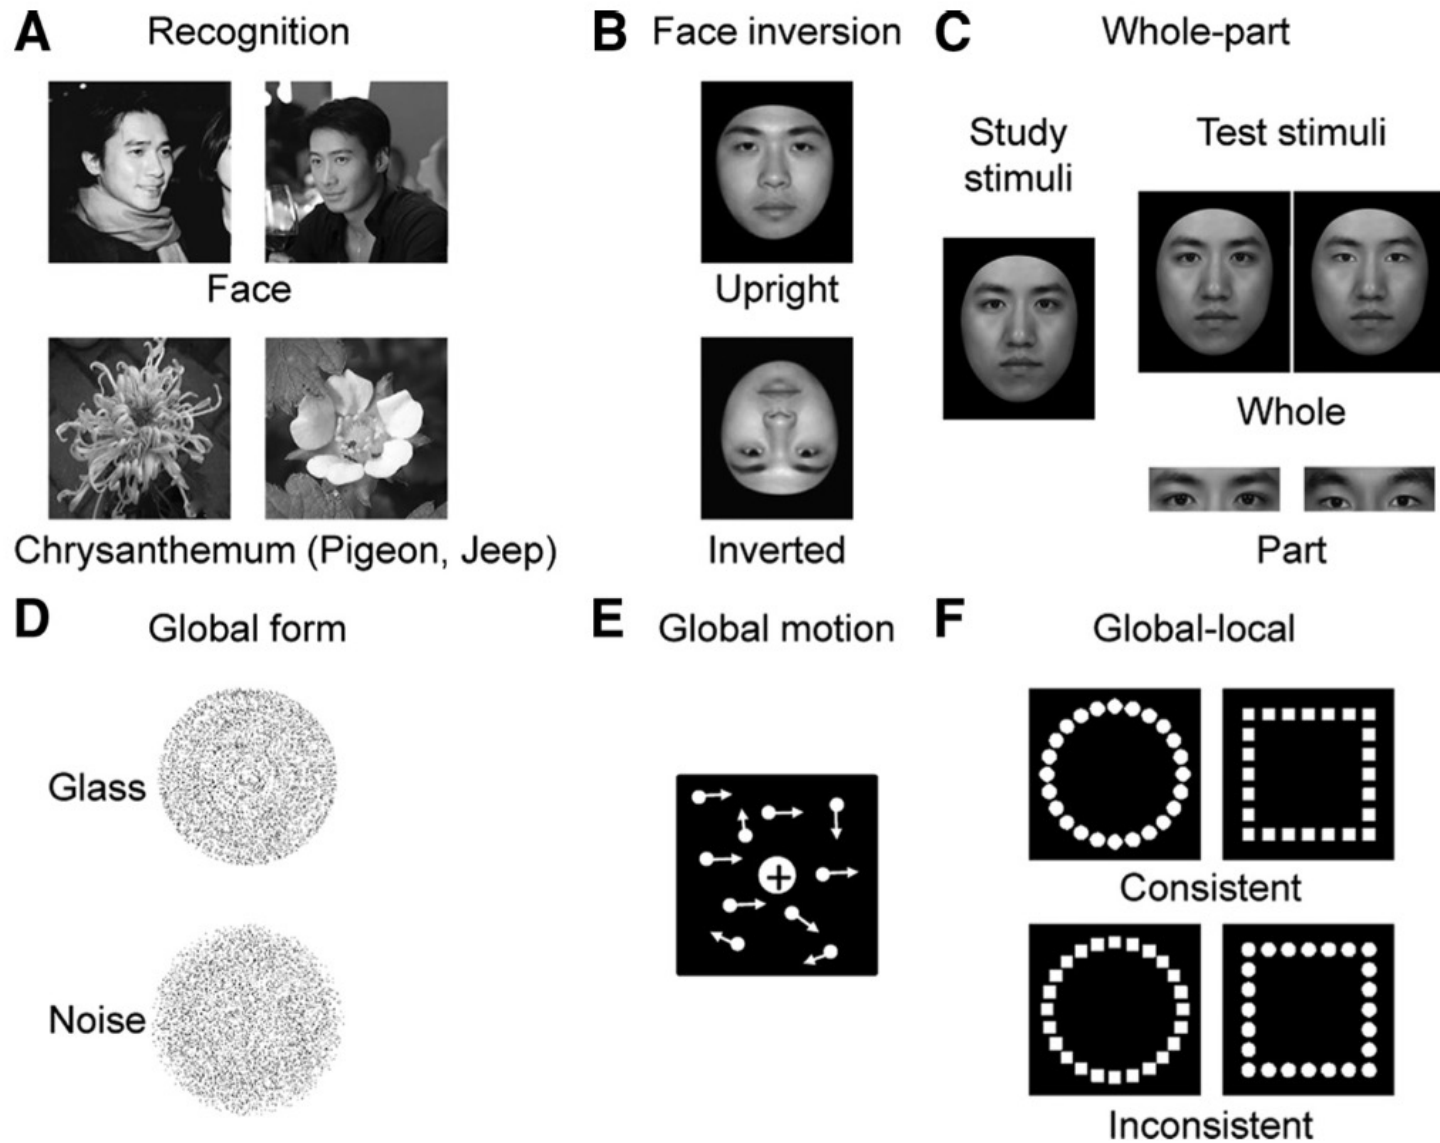 A Recognition
Face
Chrysanthemum (Pigeon, Jeep)
B Face inversion
Upright
Inverted
C Whole-part
Study
stimuli
Test stimuli
Whole
Part
D Global form
Glass
Noise
E Global motion
F Global-local
Consistent
Inconsistent